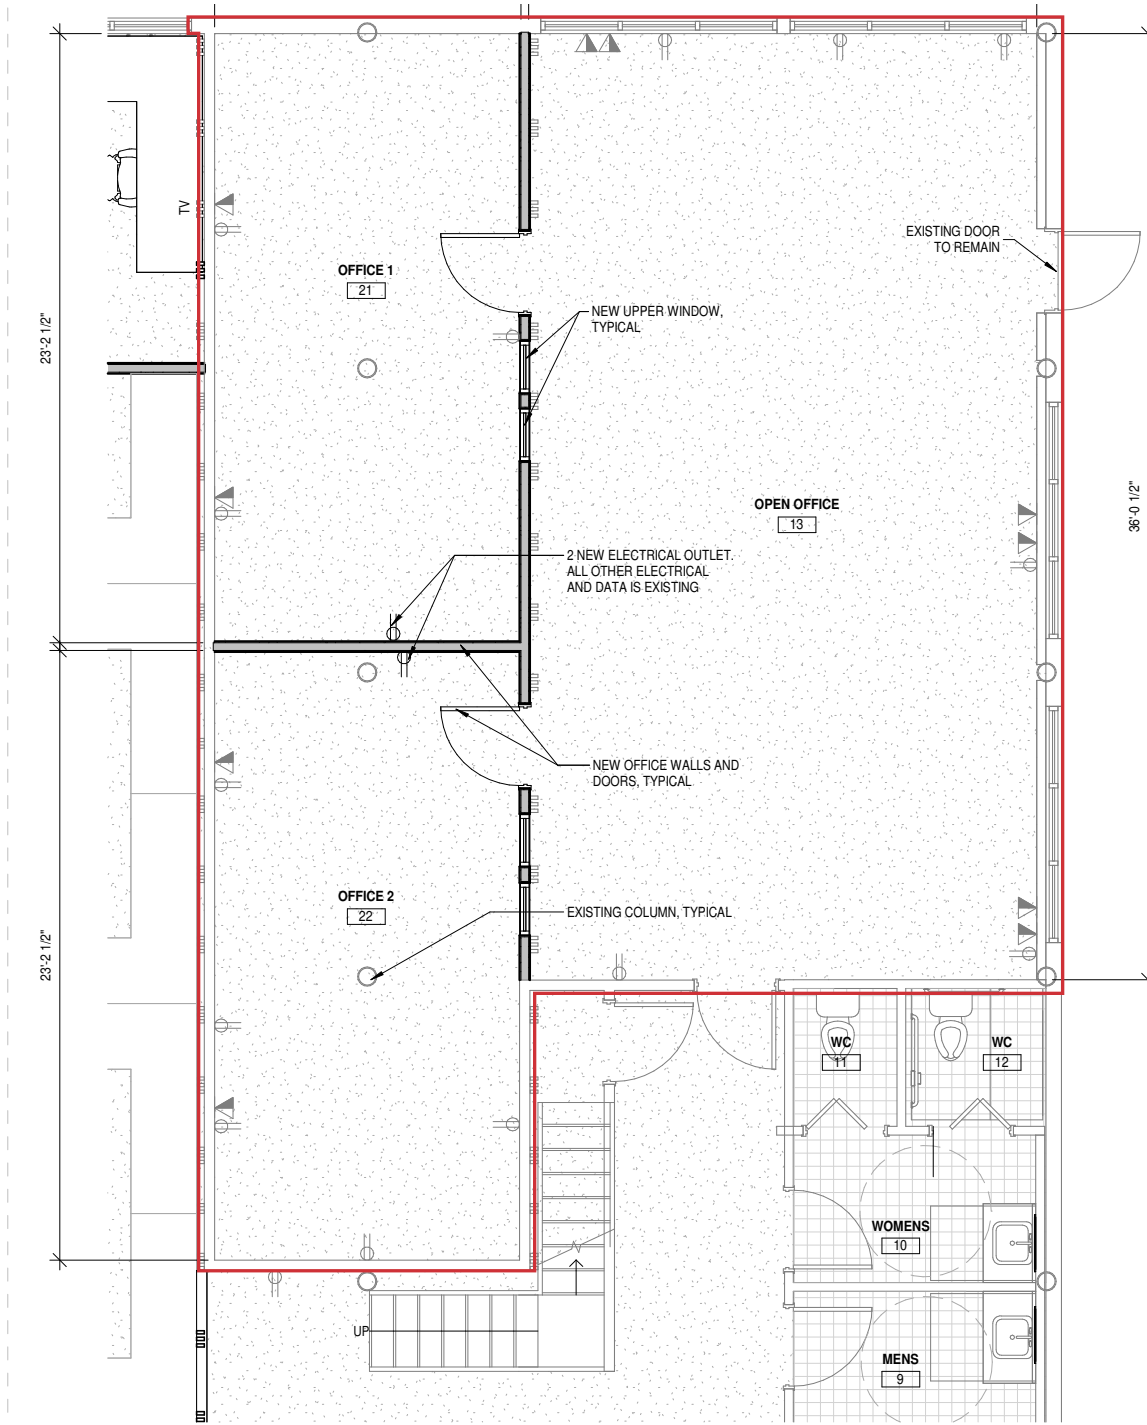 TV
EXISTING DOOR
TO REMAIN
OFFICE 1
21
NEW UPPER WINDOW,
TYPICAL
23'-2 1/2"
OPEN OFFICE
13
36'-0 1/2"
2 NEW ELECTRICAL OUTLET.
ALL OTHER ELECTRICAL
AND DATA IS EXISTING
NEW OFFICE WALLS AND
DOORS, TYPICAL
OFFICE 2
22
EXISTING COLUMN, TYPICAL
23'-2 1/2"
WC
11
WC
12
WOMENS
10
UP
MENS
9